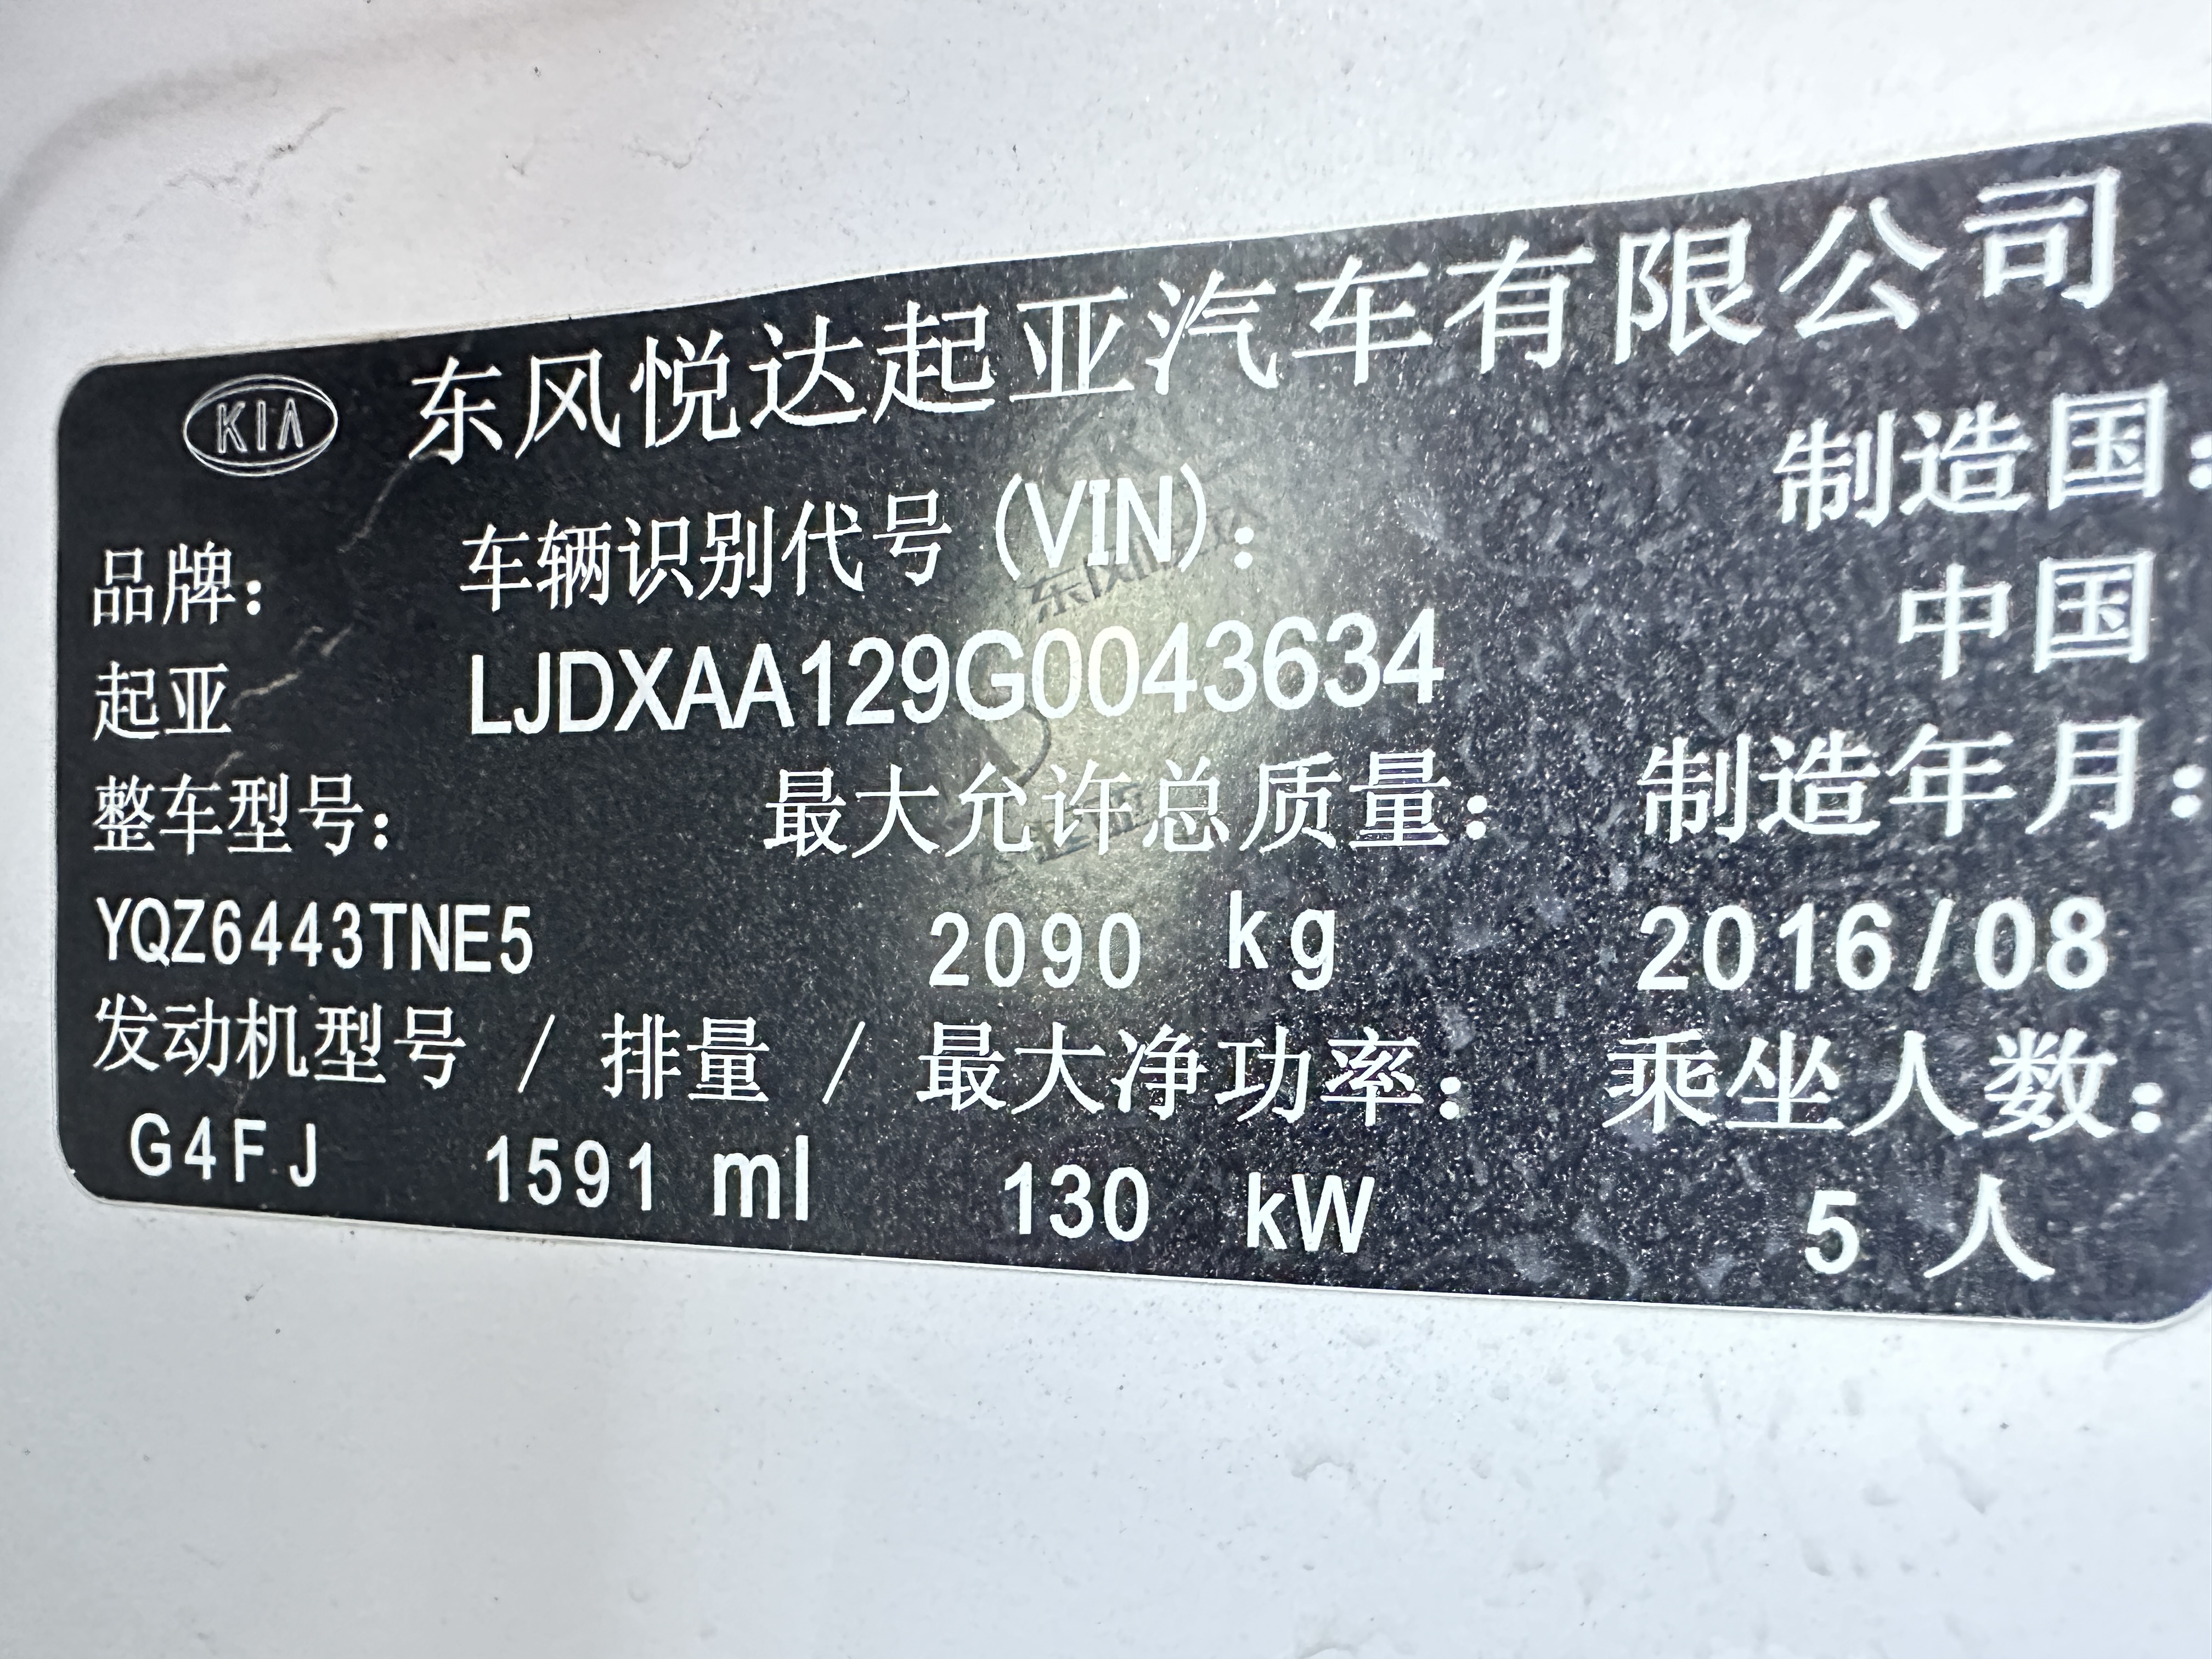 KIA 东风悦达起亚汽车有限公司
品牌： 车辆识别代号 (VIN)： 制造国：
起亚 LJDXAA129G0043634 中国
整车型号： 最大允许总质量： 制造年月：
YQZ6443TNE5 2090 kg 2016/08
发动机型号 / 排量 / 最大净功率： 乘坐人数：
G4FJ 1591 ml 130 kW 5 人